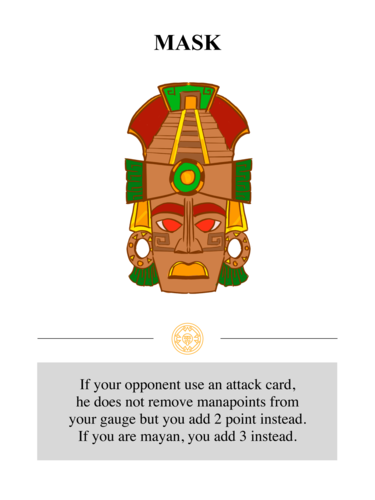 MASK
If your opponent use an attack card,
he does not remove manapoints from
your gauge but you add 2 point instead.
If you are mayan, you add 3 instead.